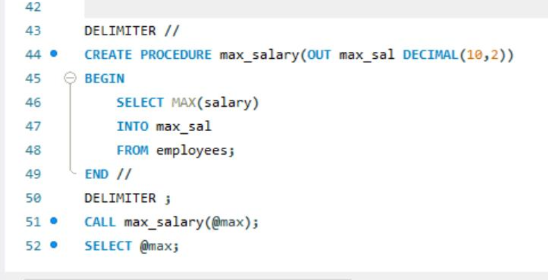 42
43 DELIMITER //
44 CREATE PROCEDURE max_salary(OUT max_sal DECIMAL(10,2))
45 BEGIN
46 SELECT MAX(salary)
47 INTO max_sal
48 FROM employees;
49 END //
50 DELIMITER ;
51 CALL max_salary(@max);
52 SELECT @max;